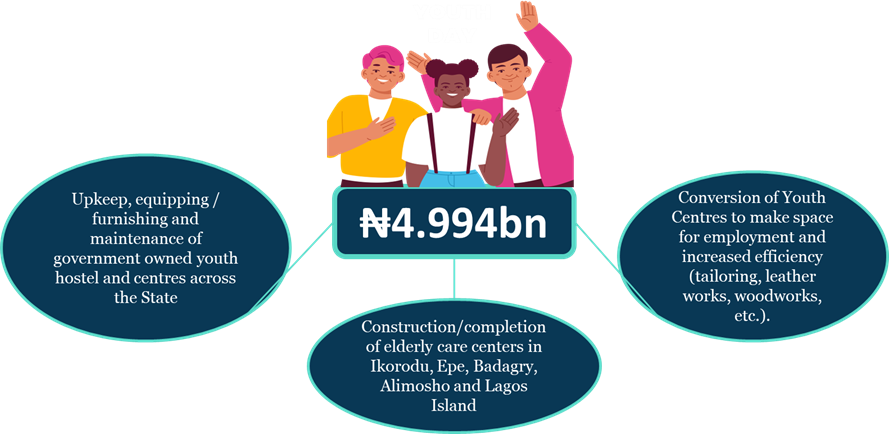 ₦4.994bn
Upkeep, equipping /
furnishing and
maintenance of
government owned youth
hostel and centres across
the State
Construction/completion
of elderly care centers in
Ikorodu, Epe, Badagry,
Alimosho and Lagos
Island
Conversion of Youth
Centres to make space
for employment and
increased efficiency
(tailoring, leather
works, woodworks,
etc.).